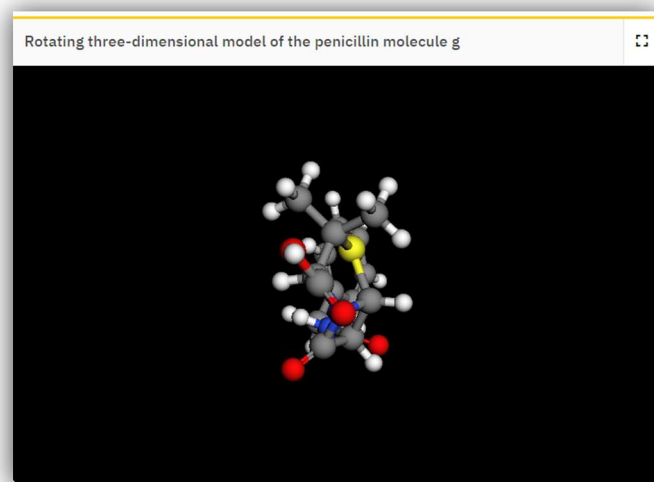 Rotating three-dimensional model of the penicillin molecule g